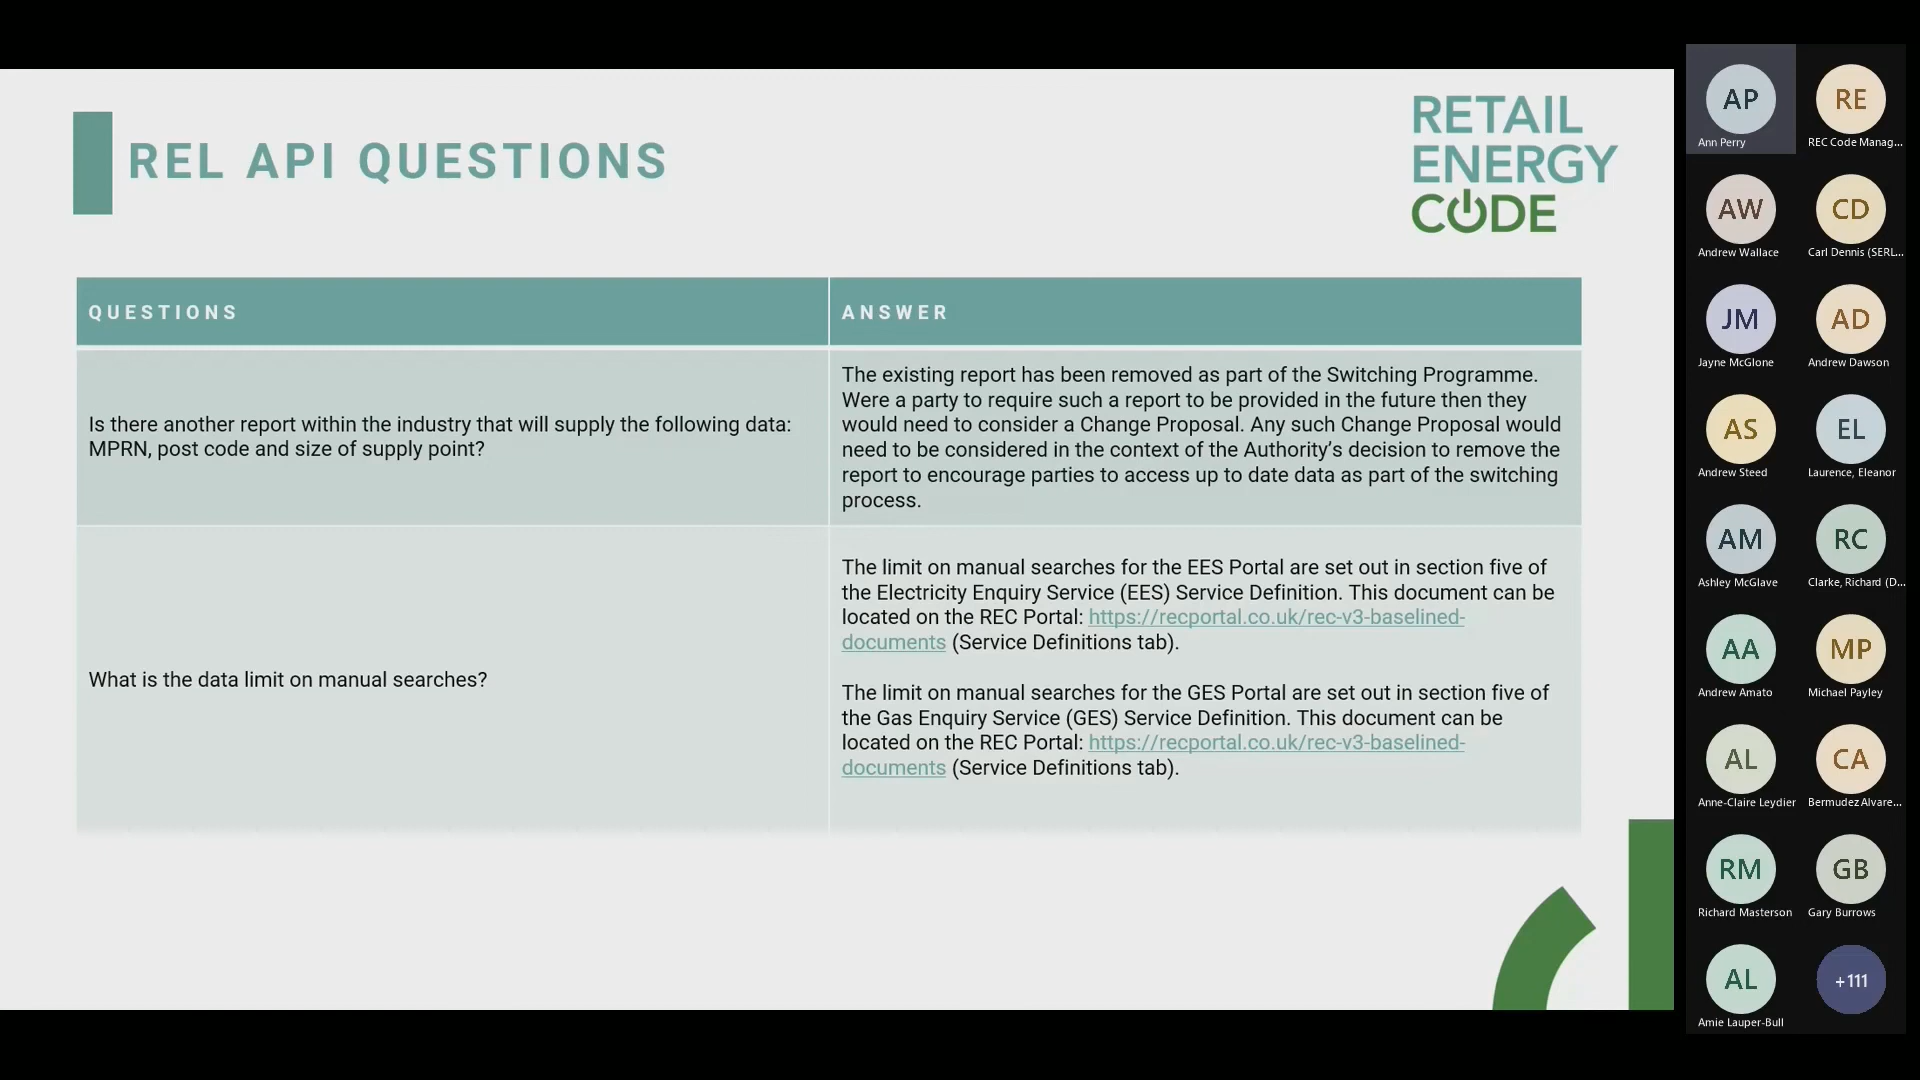 REL API QUESTIONS
RETAIL
ENERGY
CODE
QUESTIONS
ANSWER
Is there another report within the industry that will supply the following data:
MPRN, post code and size of supply point?
The existing report has been removed as part of the Switching Programme.
Were a party to require such a report to be provided in the future then they
would need to consider a Change Proposal. Any such Change Proposal would
need to be considered in the context of the Authority’s decision to remove the
report to encourage parties to access up to date data as part of the switching
process.
What is the data limit on manual searches?
The limit on manual searches for the EES Portal are set out in section five of
the Electricity Enquiry Service (EES) Service Definition. This document can be
located on the REC Portal: https://recportal.co.uk/rec-v3-baselined-
documents (Service Definitions tab).
The limit on manual searches for the GES Portal are set out in section five of
the Gas Enquiry Service (GES) Service Definition. This document can be
located on the REC Portal: https://recportal.co.uk/rec-v3-baselined-
documents (Service Definitions tab).
AP
Ann Perry
RE
REC Code Manag...
AW
Andrew Wallace
CD
Carl Dennis (SERL...
JM
Jayne McGlone
AD
Andrew Dawson
AS
Andrew Steed
EL
Laurence, Eleanor
AM
Ashley McGlave
RC
Clarke, Richard (D...
AA
Andrew Amato
MP
Michael Payley
AL
Anne-Claire Leydier
CA
Bermudez Alvare...
RM
Richard Masterson
GB
Gary Burrows
AL
Amie Lauper-Bull
+111